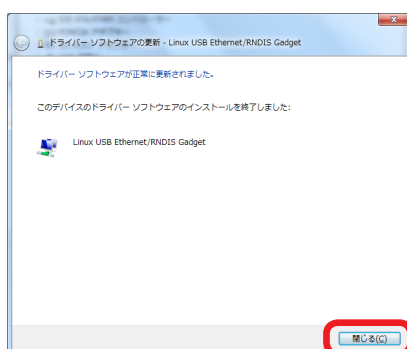 ドライバー ソフトウェアの更新 - Linux USB Ethernet/RNDIS Gadget
ドライバー ソフトウェアが正常に更新されました。
このデバイスのドライバー ソフトウェアのインストールを終了しました:
Linux USB Ethernet/RNDIS Gadget
閉じる(C)